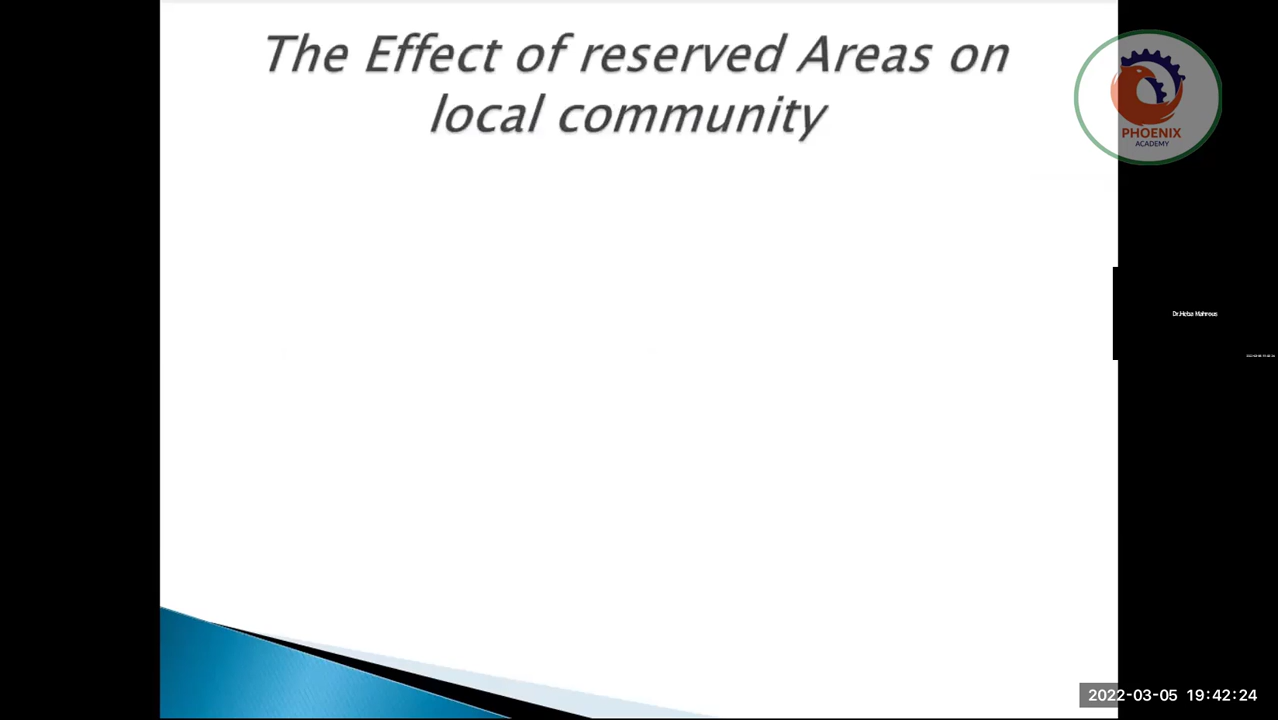 The Effect of reserved Areas on
local community
PHOENIX
ACADEMY
Dr.Heba Mahrous
2022-03-05 19:42:24